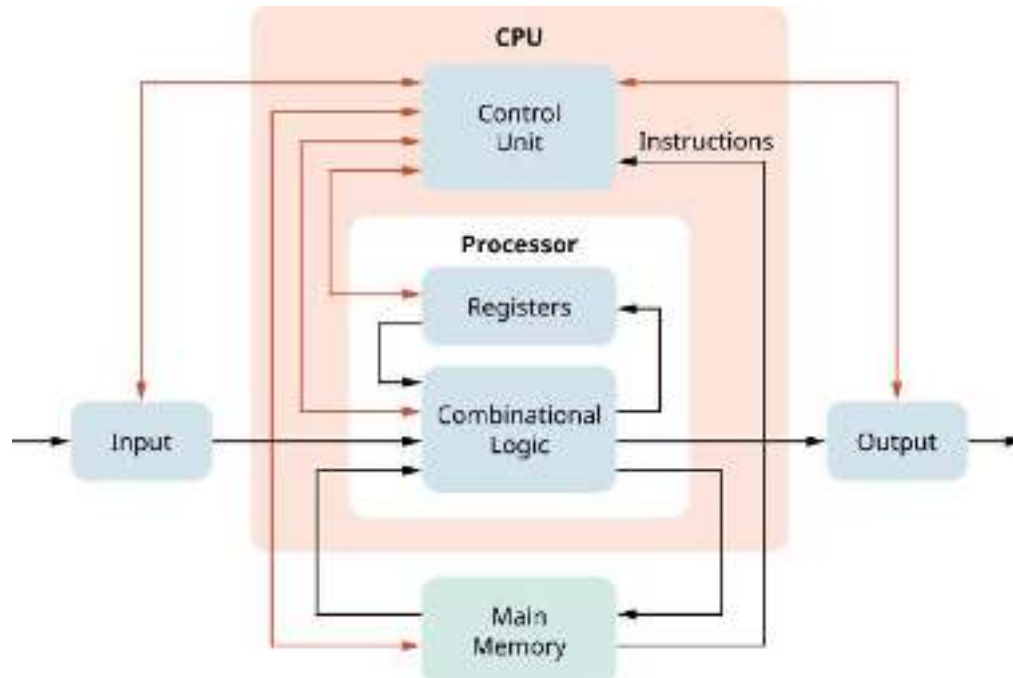 CPU
Control
Unit
Instructions
Processor
Registers
Combinational
Logic
Input
Output
Main
Memory